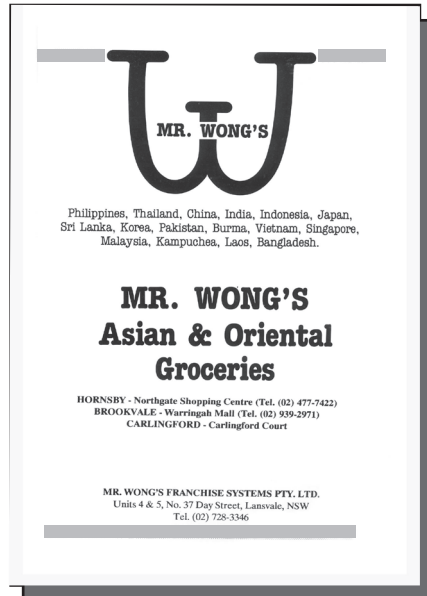 MR. WONG'S
Philippines, Thailand, China, India, Indonesia, Japan,
Sri Lanka, Korea, Pakistan, Burma, Vietnam, Singapore,
Malaysia, Kampuchea, Laos, Bangladesh.
MR. WONG'S
Asian & Oriental
Groceries
HORNSBY - Northgate Shopping Centre (Tel. (02) 477-7422)
BROOKVALE - Warringah Mall (Tel. (02) 939-2971)
CARLINGFORD - Carlingford Court
MR. WONG'S FRANCHISE SYSTEMS PTY. LTD.
Units 4 & 5, No. 37 Day Street, Lansvale, NSW
Tel. (02) 728-3346